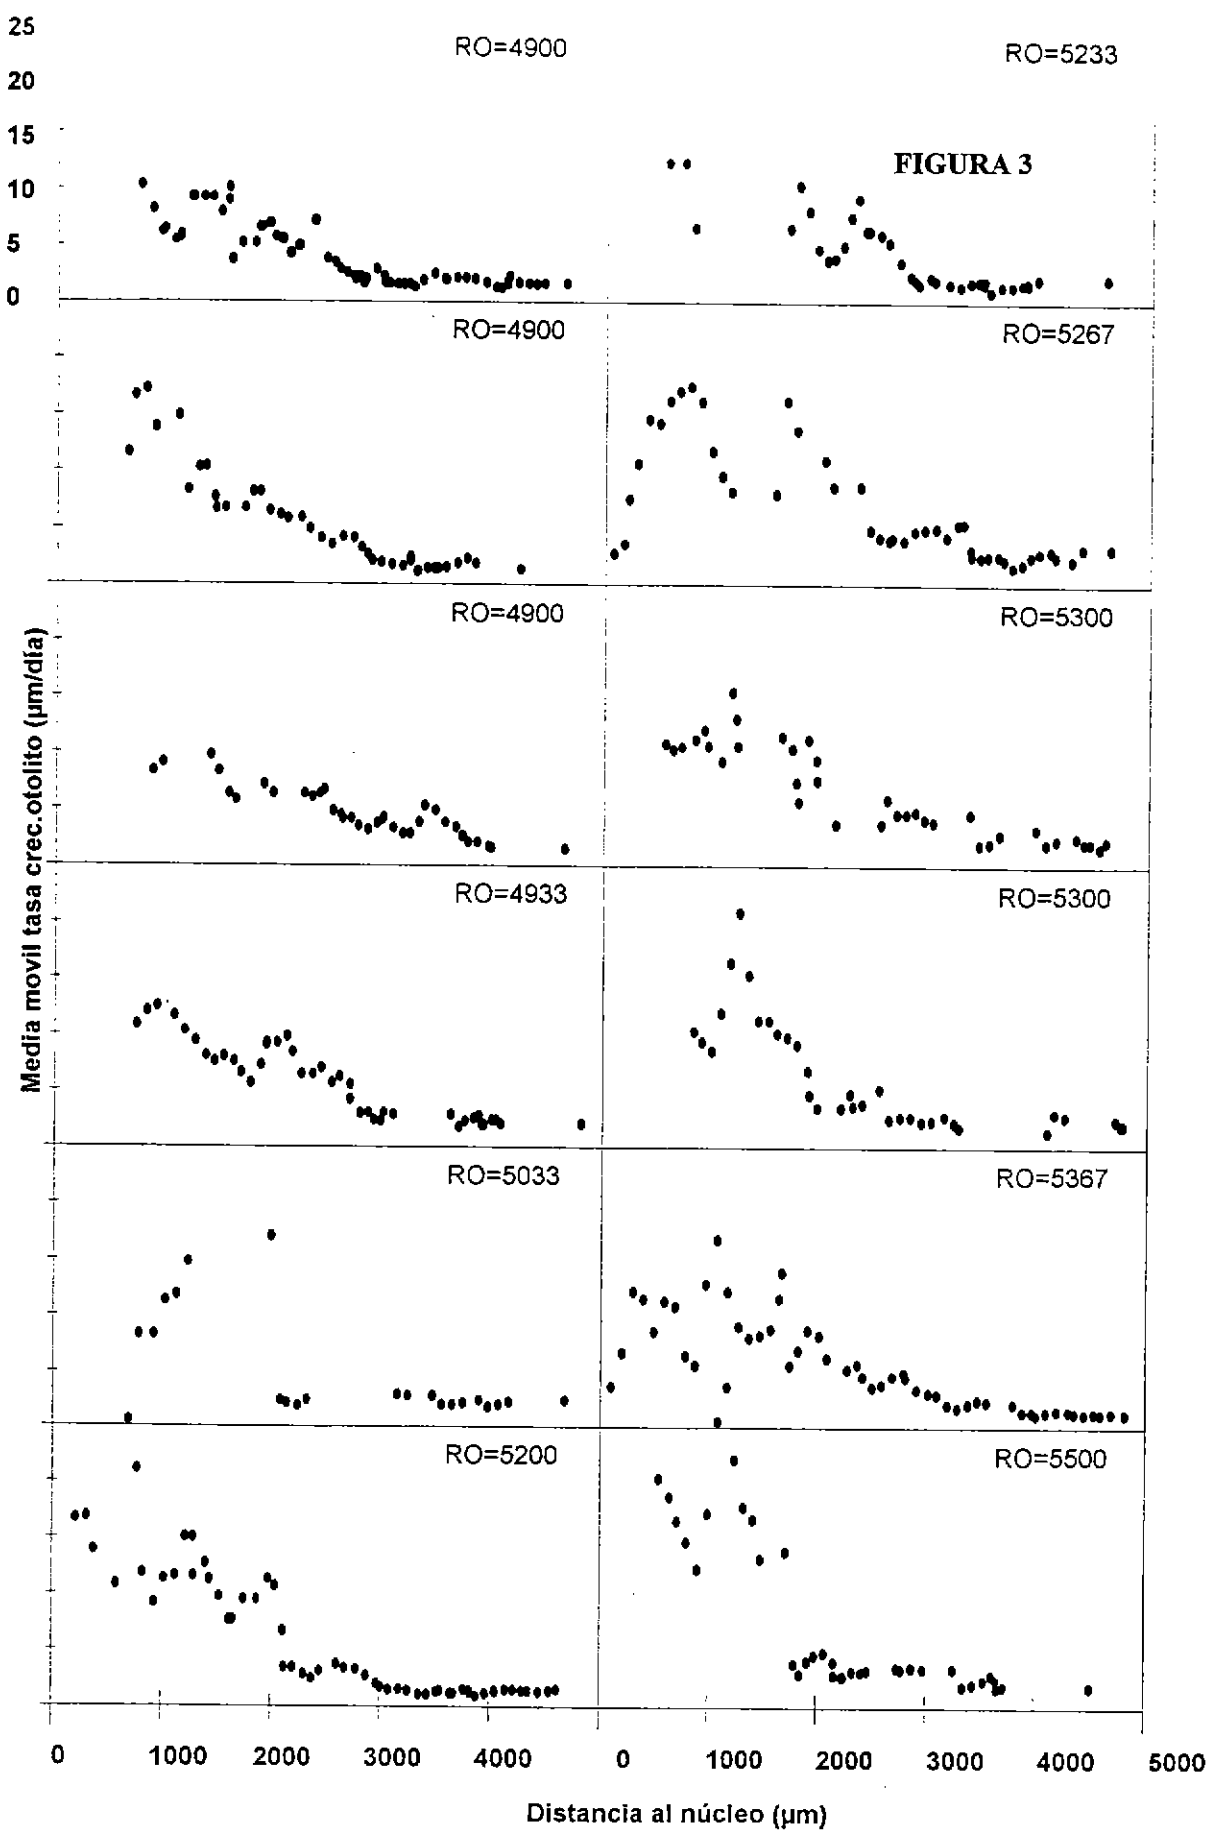 25
RO=4900
RO=5233
20
15
FIGURA 3
10
5
0
RO=4900
RO=5267
RO=4900
RO=5300
Media movil tasa crec.otolito (µm/día)
RO=4933
RO=5300
RO=5033
RO=5367
RO=5200
RO=5500
0 1000 2000 3000 4000 0 1000 2000 3000 4000 5000
Distancia al núcleo (µm)